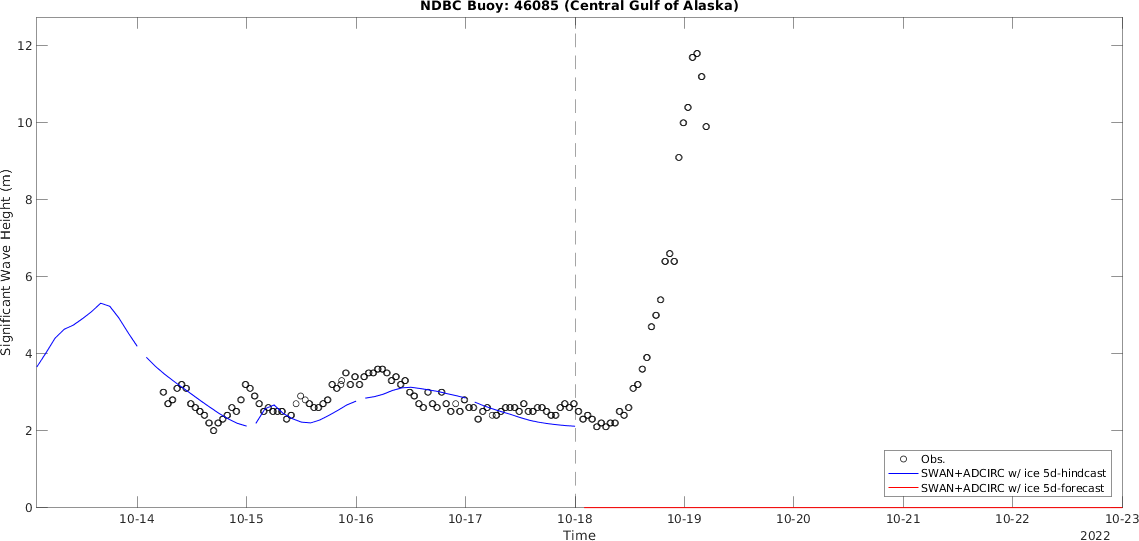 NDBC Buoy: 46085 (Central Gulf of Alaska)
12
10
8
6
4
2
0
Significant Wave Height (m)
Obs.
SWAN+ADCIRC w/ ice 5d-hindcast
SWAN+ADCIRC w/ ice 5d-forecast
10-14 10-15 10-16 10-17 10-18 10-19 10-20 10-21 10-22 10-23
Time
2022